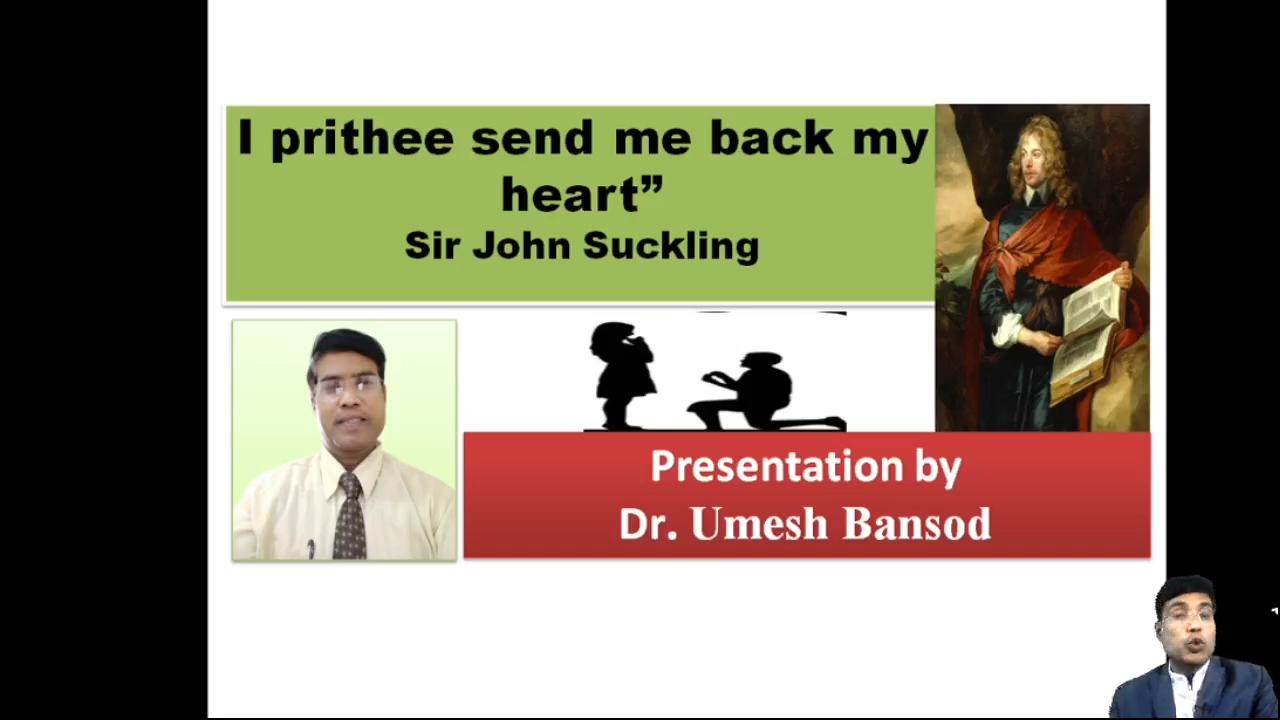 I prithee send me back my
heart”
Sir John Suckling
Presentation by
Dr. Umesh Bansod